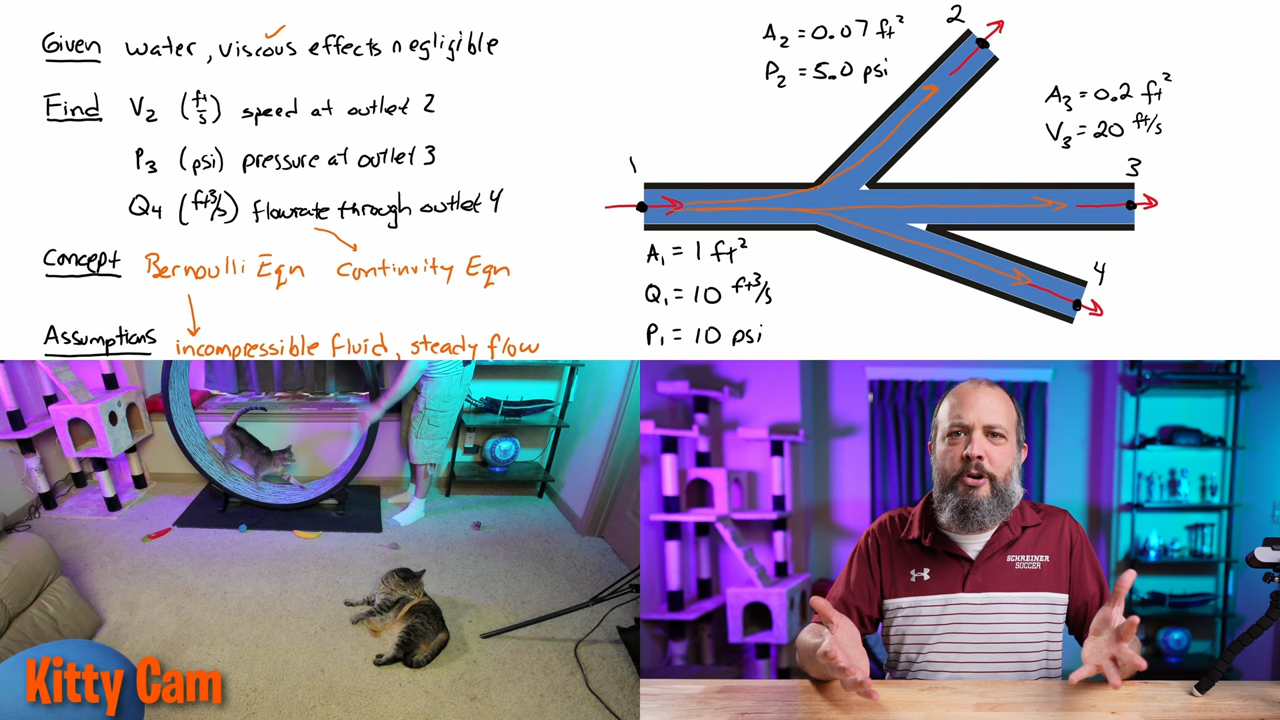 Given water, viscous effects negligible
Find V2 (ft/s) speed at outlet 2
P3 (psi) pressure at outlet 3
Q4 (ft³/s) flowrate through outlet 4
Concept Bernoulli Eqn Continuity Eqn
Assumptions incompressible fluid, steady flow
A2 = 0.07 ft²
P2 = 5.0 psi
2
A3 = 0.2 ft²
V3 = 20 ft/s
1
3
A1 = 1 ft²
Q1 = 10 ft³/s
P1 = 10 psi
4
SCHREINER
SOCCER
Kitty Cam